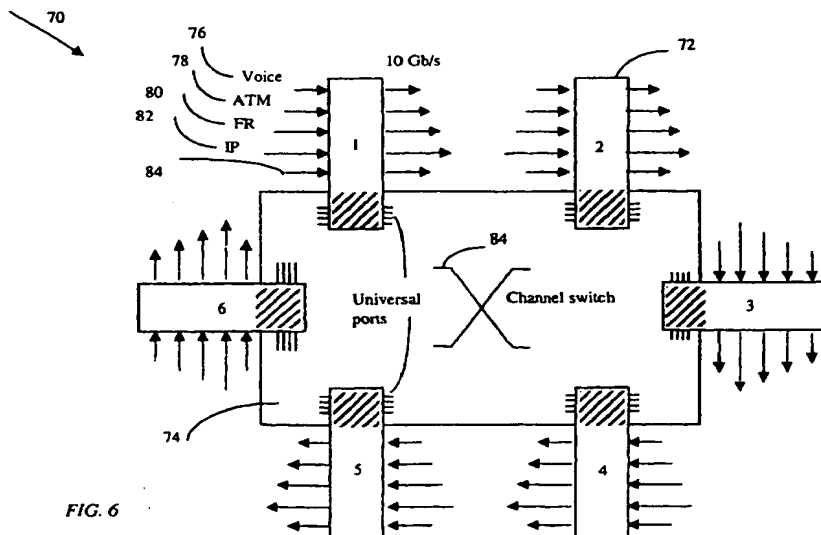 70
76
Voice
78
ATM
80
FR
82
IP
84
10 Gb/s
72
1
2
84
6
Universal
ports
Channel switch
3
74
5
4
FIG. 6